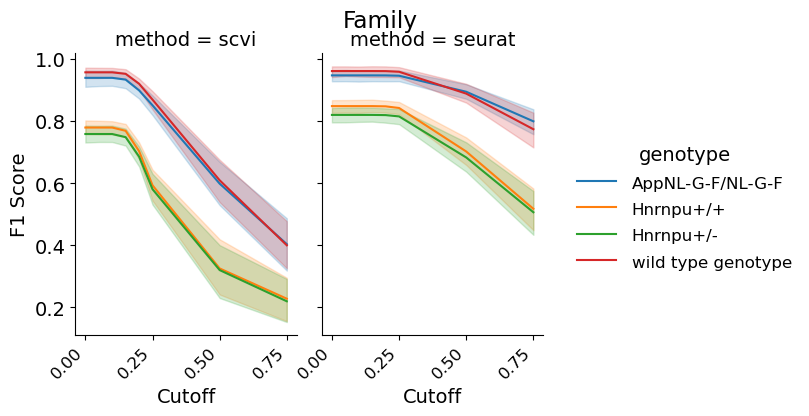 Family
method = scvi
method = seurat
1.0
0.8
0.6
0.4
0.2
F1 Score
0.00
0.25
0.50
0.75
0.00
0.25
0.50
0.75
Cutoff
Cutoff
genotype
AppNL-G-F/NL-G-F
Hnrnpu+/+
Hnrnpu+/-
wild type genotype